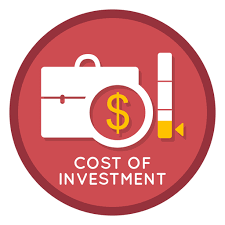 $
COST OF
INVESTMENT